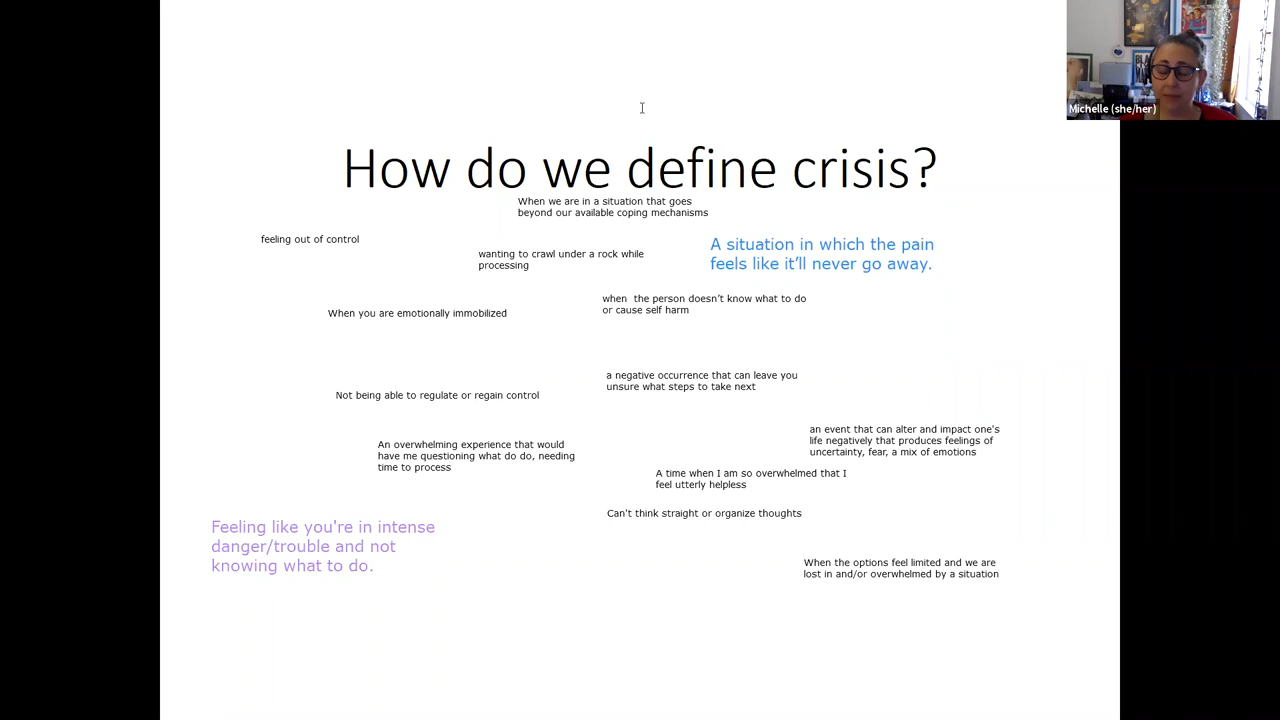 Michelle (she/her)
How do we define crisis?
When we are in a situation that goes
beyond our available coping mechanisms
feeling out of control
wanting to crawl under a rock while
processing
A situation in which the pain
feels like it’ll never go away.
when  the person doesn’t know what to do
or cause self harm
When you are emotionally immobilized
a negative occurrence that can leave you
unsure what steps to take next
Not being able to regulate or regain control
an event that can alter and impact one's
life negatively that produces feelings of
uncertainty, fear, a mix of emotions
An overwhelming experience that would
have me questioning what do do, needing
time to process
A time when I am so overwhelmed that I
feel utterly helpless
Can't think straight or organize thoughts
Feeling like you're in intense
danger/trouble and not
knowing what to do.
When the options feel limited and we are
lost in and/or overwhelmed by a situation